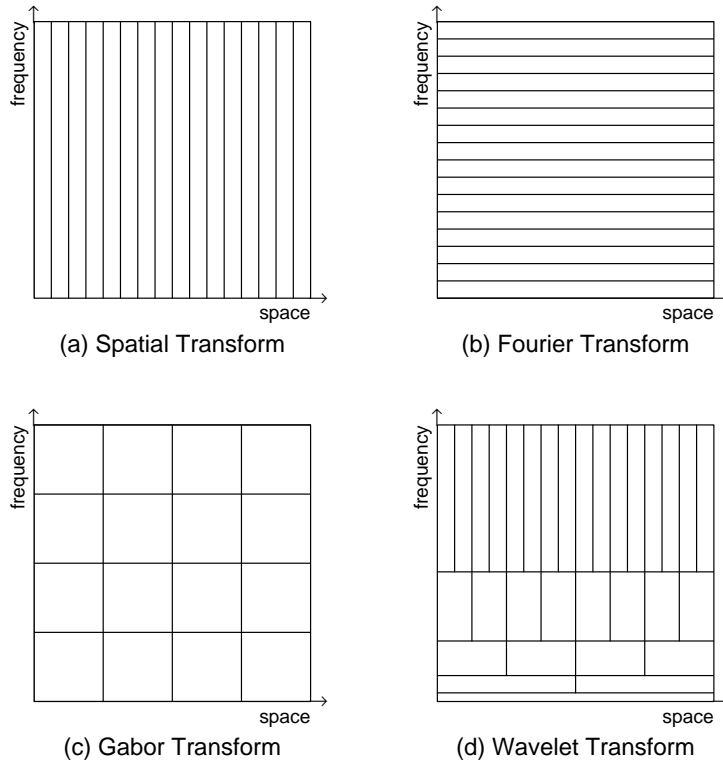 frequency
space
(a) Spatial Transform
frequency
space
(b) Fourier Transform
frequency
space
(c) Gabor Transform
frequency
space
(d) Wavelet Transform